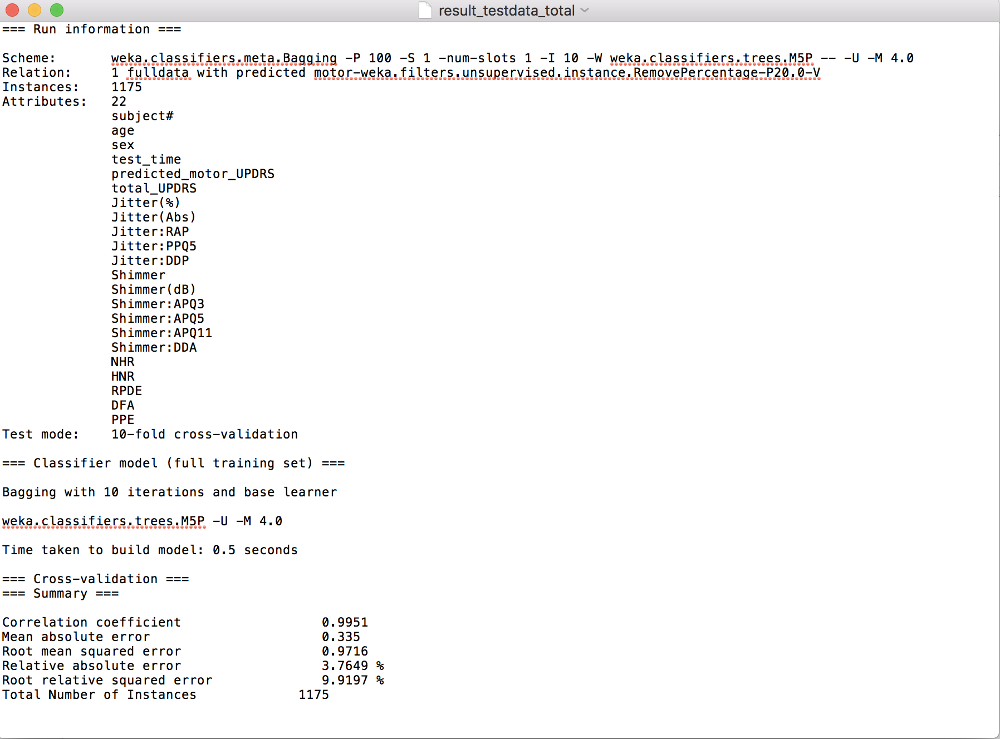 result_testdata_total
=== Run information ===
Scheme: weka.classifiers.meta.Bagging -P 100 -S 1 -num-slots 1 -I 10 -W weka.classifiers.trees.M5P -- -U -M 4.0
Relation: 1 fulldata with predicted motor-weka.filters.unsupervised.instance.RemovePercentage-P20.0-V
Instances: 1175
Attributes: 22
subject#
age
sex
test_time
predicted_motor_UPDRS
total_UPDRS
Jitter(%)
Jitter(Abs)
Jitter:RAP
Jitter:PPQ5
Jitter:DDP
Shimmer
Shimmer(dB)
Shimmer:APQ3
Shimmer:APQ5
Shimmer:APQ11
Shimmer:DDA
NHR
HNR
RPDE
DFA
PPE
Test mode: 10-fold cross-validation
=== Classifier model (full training set) ===
Bagging with 10 iterations and base learner
weka.classifiers.trees.M5P -U -M 4.0
Time taken to build model: 0.5 seconds
=== Cross-validation ===
=== Summary ===
Correlation coefficient 0.9951
Mean absolute error 0.335
Root mean squared error 0.9716
Relative absolute error 3.7649 %
Root relative squared error 9.9197 %
Total Number of Instances 1175